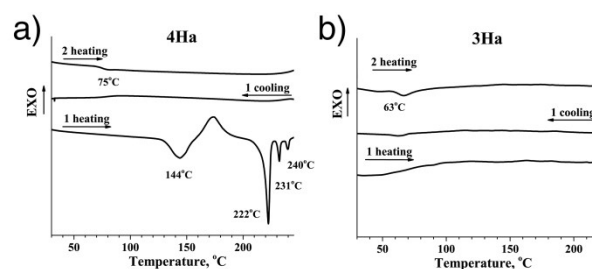 a)
4Ha
2 heating
75°C
1 cooling
EXO
1 heating
144°C
222°C
231°C
240°C
50 100 150 200
Temperature, °C
b)
3Ha
2 heating
63°C
1 cooling
EXO
1 heating
50 100 150 200
Temperature, °C